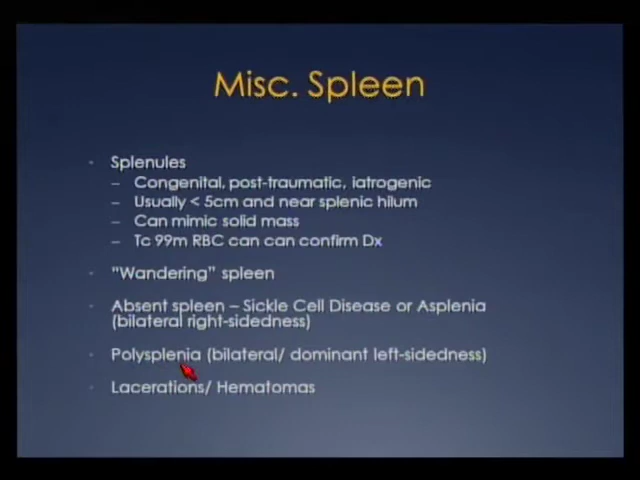 Misc. Spleen
Splenules
– Congenital, post-traumatic, iatrogenic
– Usually < 5cm and near splenic hilum
– Can mimic solid mass
– Tc 99m RBC can can confirm Dx
"Wandering" spleen
Absent spleen – Sickle Cell Disease or Asplenia
(bilateral right-sidedness)
Polysplenia (bilateral/ dominant left-sidedness)
Lacerations/ Hematomas